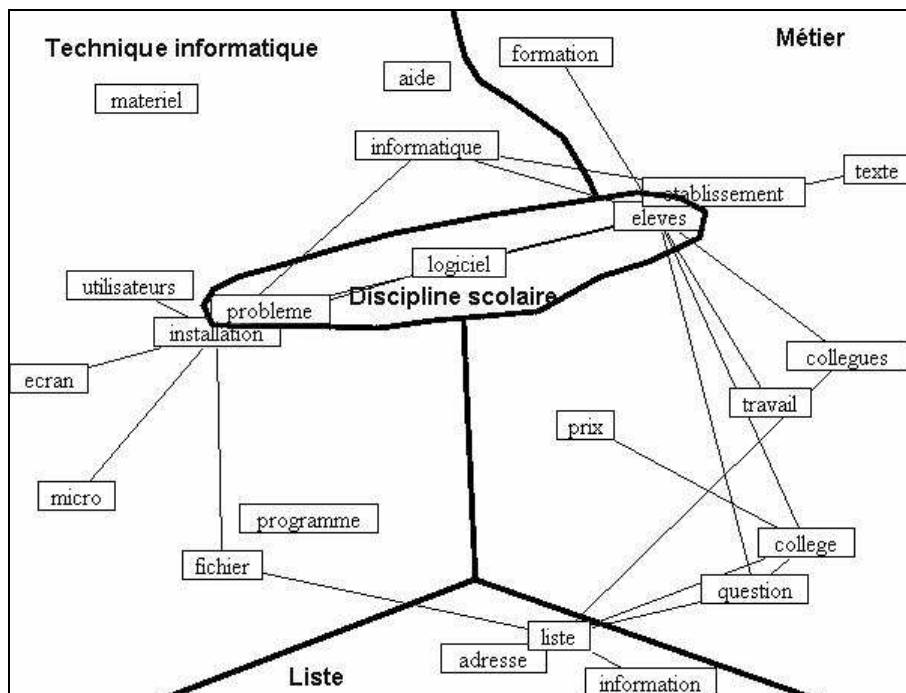 Technique informatique
Métier
formation
aide
materiel
informatique
texte
etablissement
eleves
logiciel
utilisateurs
probleme
Discipline scolaire
installation
collegues
ecran
travail
prix
micro
programme
college
fichier
question
liste
adresse
Liste
information